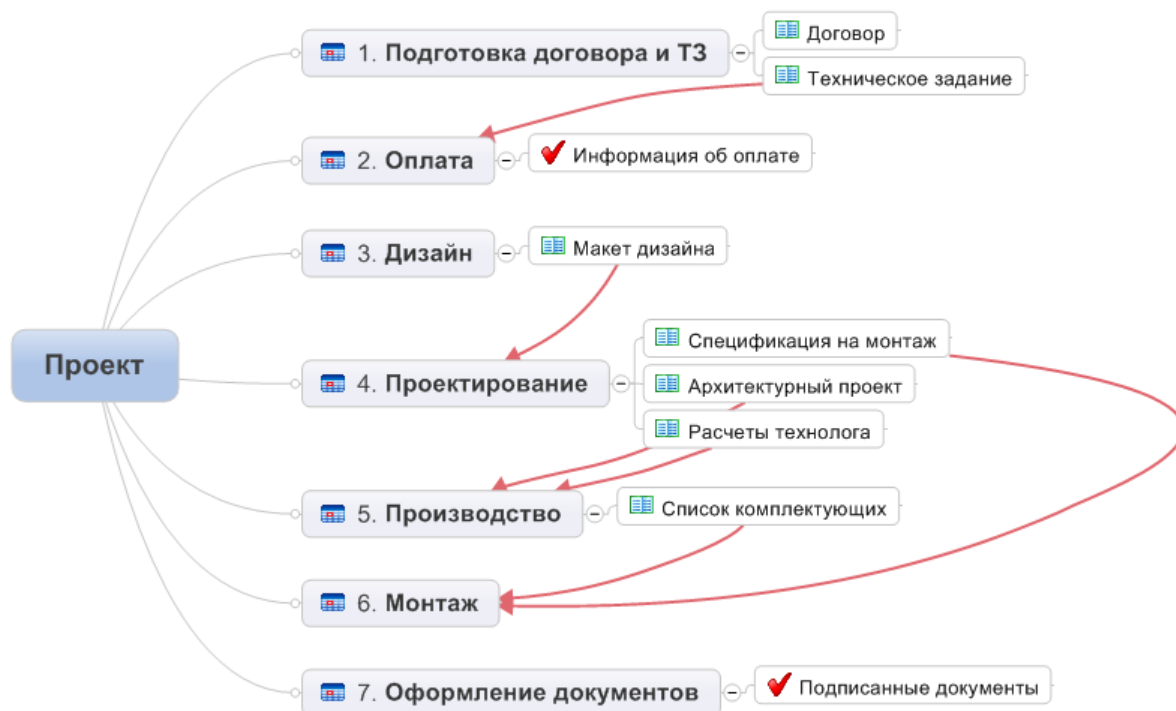 1. Подготовка договора и ТЗ
Договор
Техническое задание
2. Оплата
Информация об оплате
3. Дизайн
Макет дизайна
Проект
4. Проектирование
Спецификация на монтаж
Архитектурный проект
Расчеты технолога
5. Производство
Список комплектующих
6. Монтаж
7. Оформление документов
Подписанные документы